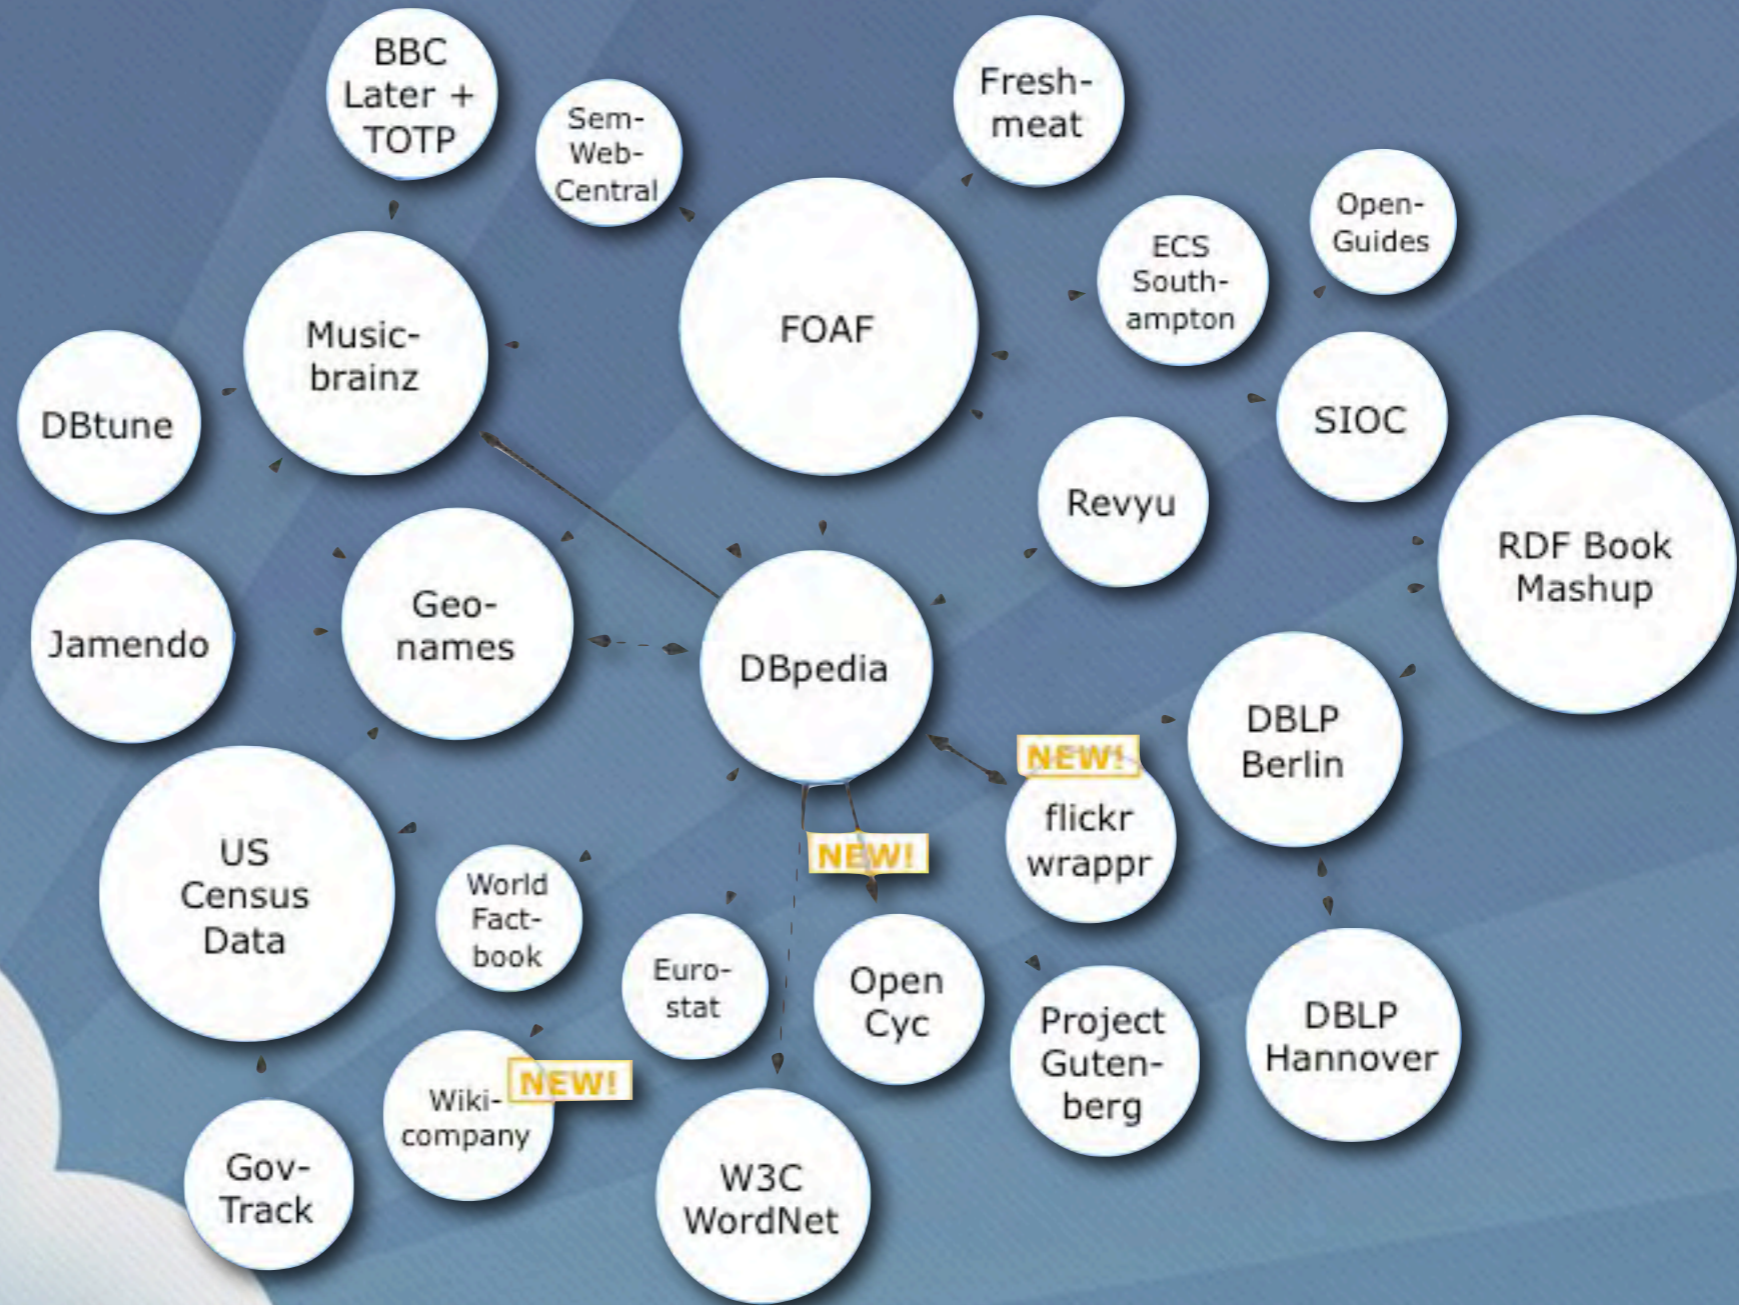 BBC
Later +
TOTP
Sem-
Web-
Central
Fresh-
meat
FOAF
ECS
South-
ampton
Open-
Guides
Music-
brainz
DBtune
SIOC
Revyu
RDF Book
Mashup
Geo-
names
Jamendo
DBpedia
DBLP
Berlin
NEW!
flickr
wrappr
NEW!
US
Census
Data
World
Fact-
book
Euro-
stat
Open
Cyc
Project
Guten-
berg
DBLP
Hannover
NEW!
Wiki-
company
Gov-
Track
W3C
WordNet